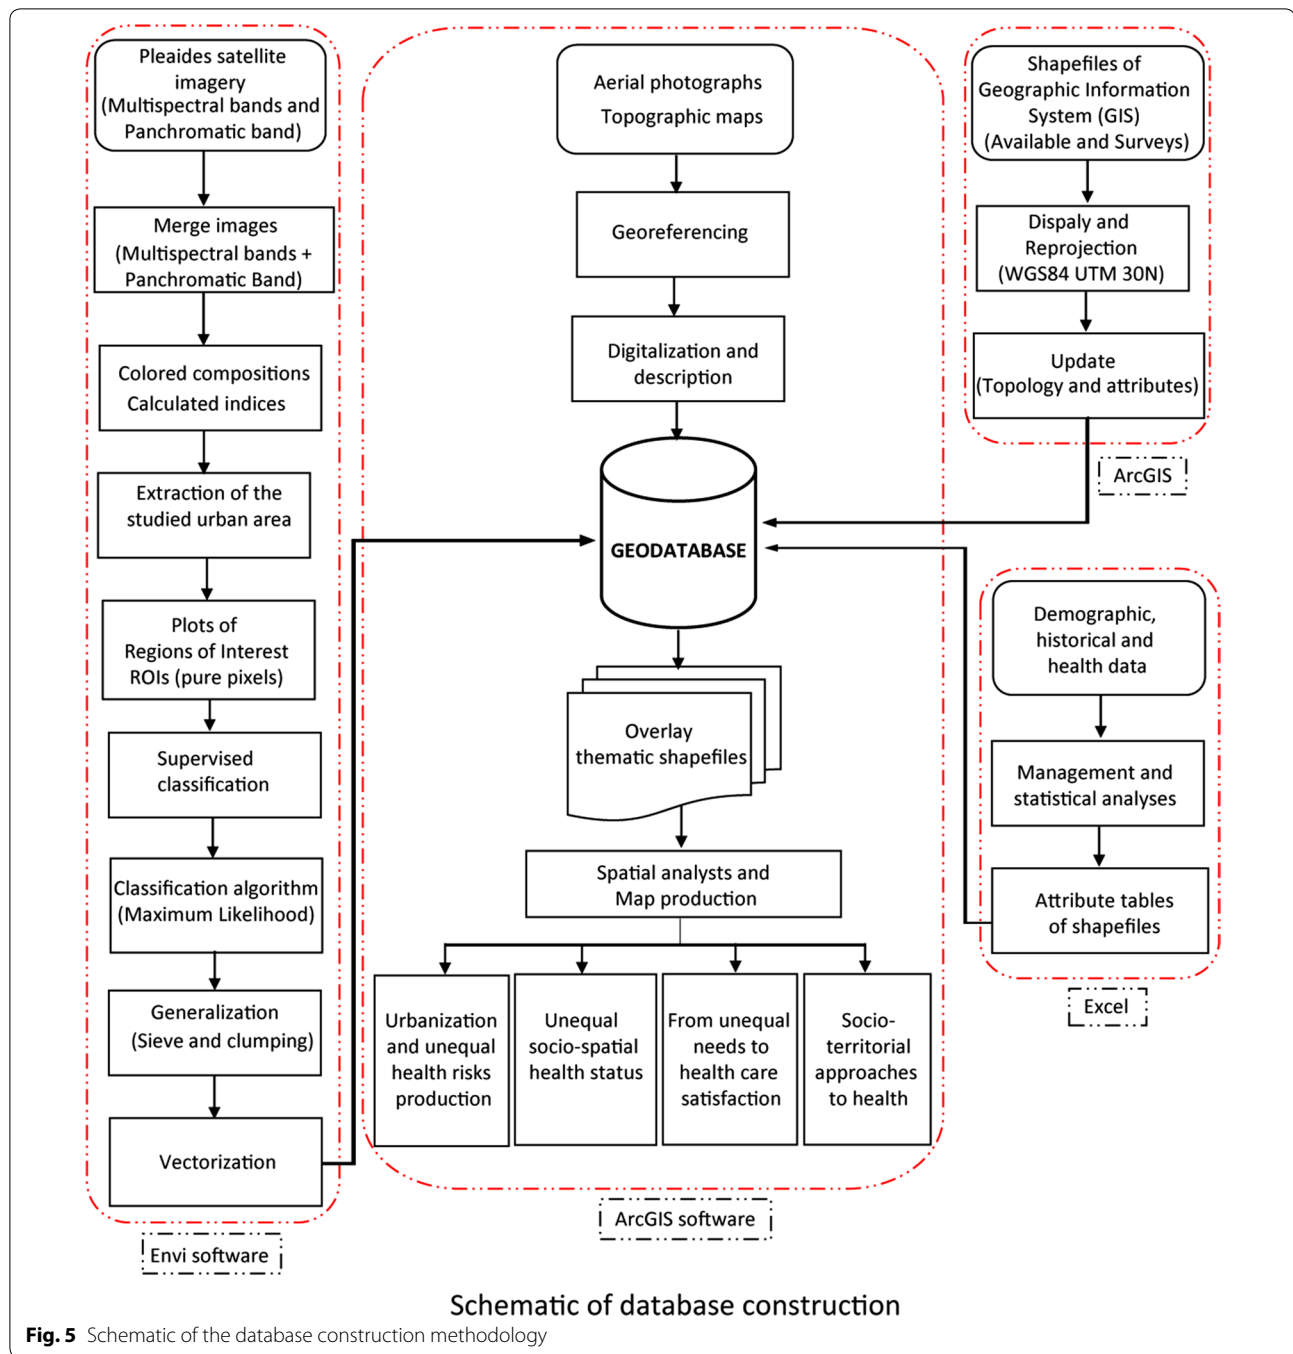 Pleaides satellite
imagery
(Multispectral bands and
Panchromatic band)
Merge images
(Multispectral bands +
Panchromatic Band)
Colored compositions
Calculated indices
Extraction of the
studied urban area
Plots of
Regions of Interest
ROIs (pure pixels)
Supervised
classification
Classification algorithm
(Maximum Likelihood)
Generalization
(Sieve and clumping)
Vectorization
Envi software
Aerial photographs
Topographic maps
Georeferencing
Digitalization and
description
GEODATABASE
Overlay
thematic shapefiles
Spatial analysts and
Map production
Urbanization
and unequal
health risks
production
Unequal
socio-spatial
health status
From unequal
needs to
health care
satisfaction
Socio-
territorial
approaches
to health
ArcGIS software
Shapefiles of
Geographic Information
System (GIS)
(Available and Surveys)
Dispaly and
Reprojection
(WGS84 UTM 30N)
Update
(Topology and attributes)
ArcGIS
Demographic,
historical and
health data
Management and
statistical analyses
Attribute tables
of shapefiles
Excel
Schematic of database construction
Fig. 5 Schematic of the database construction methodology